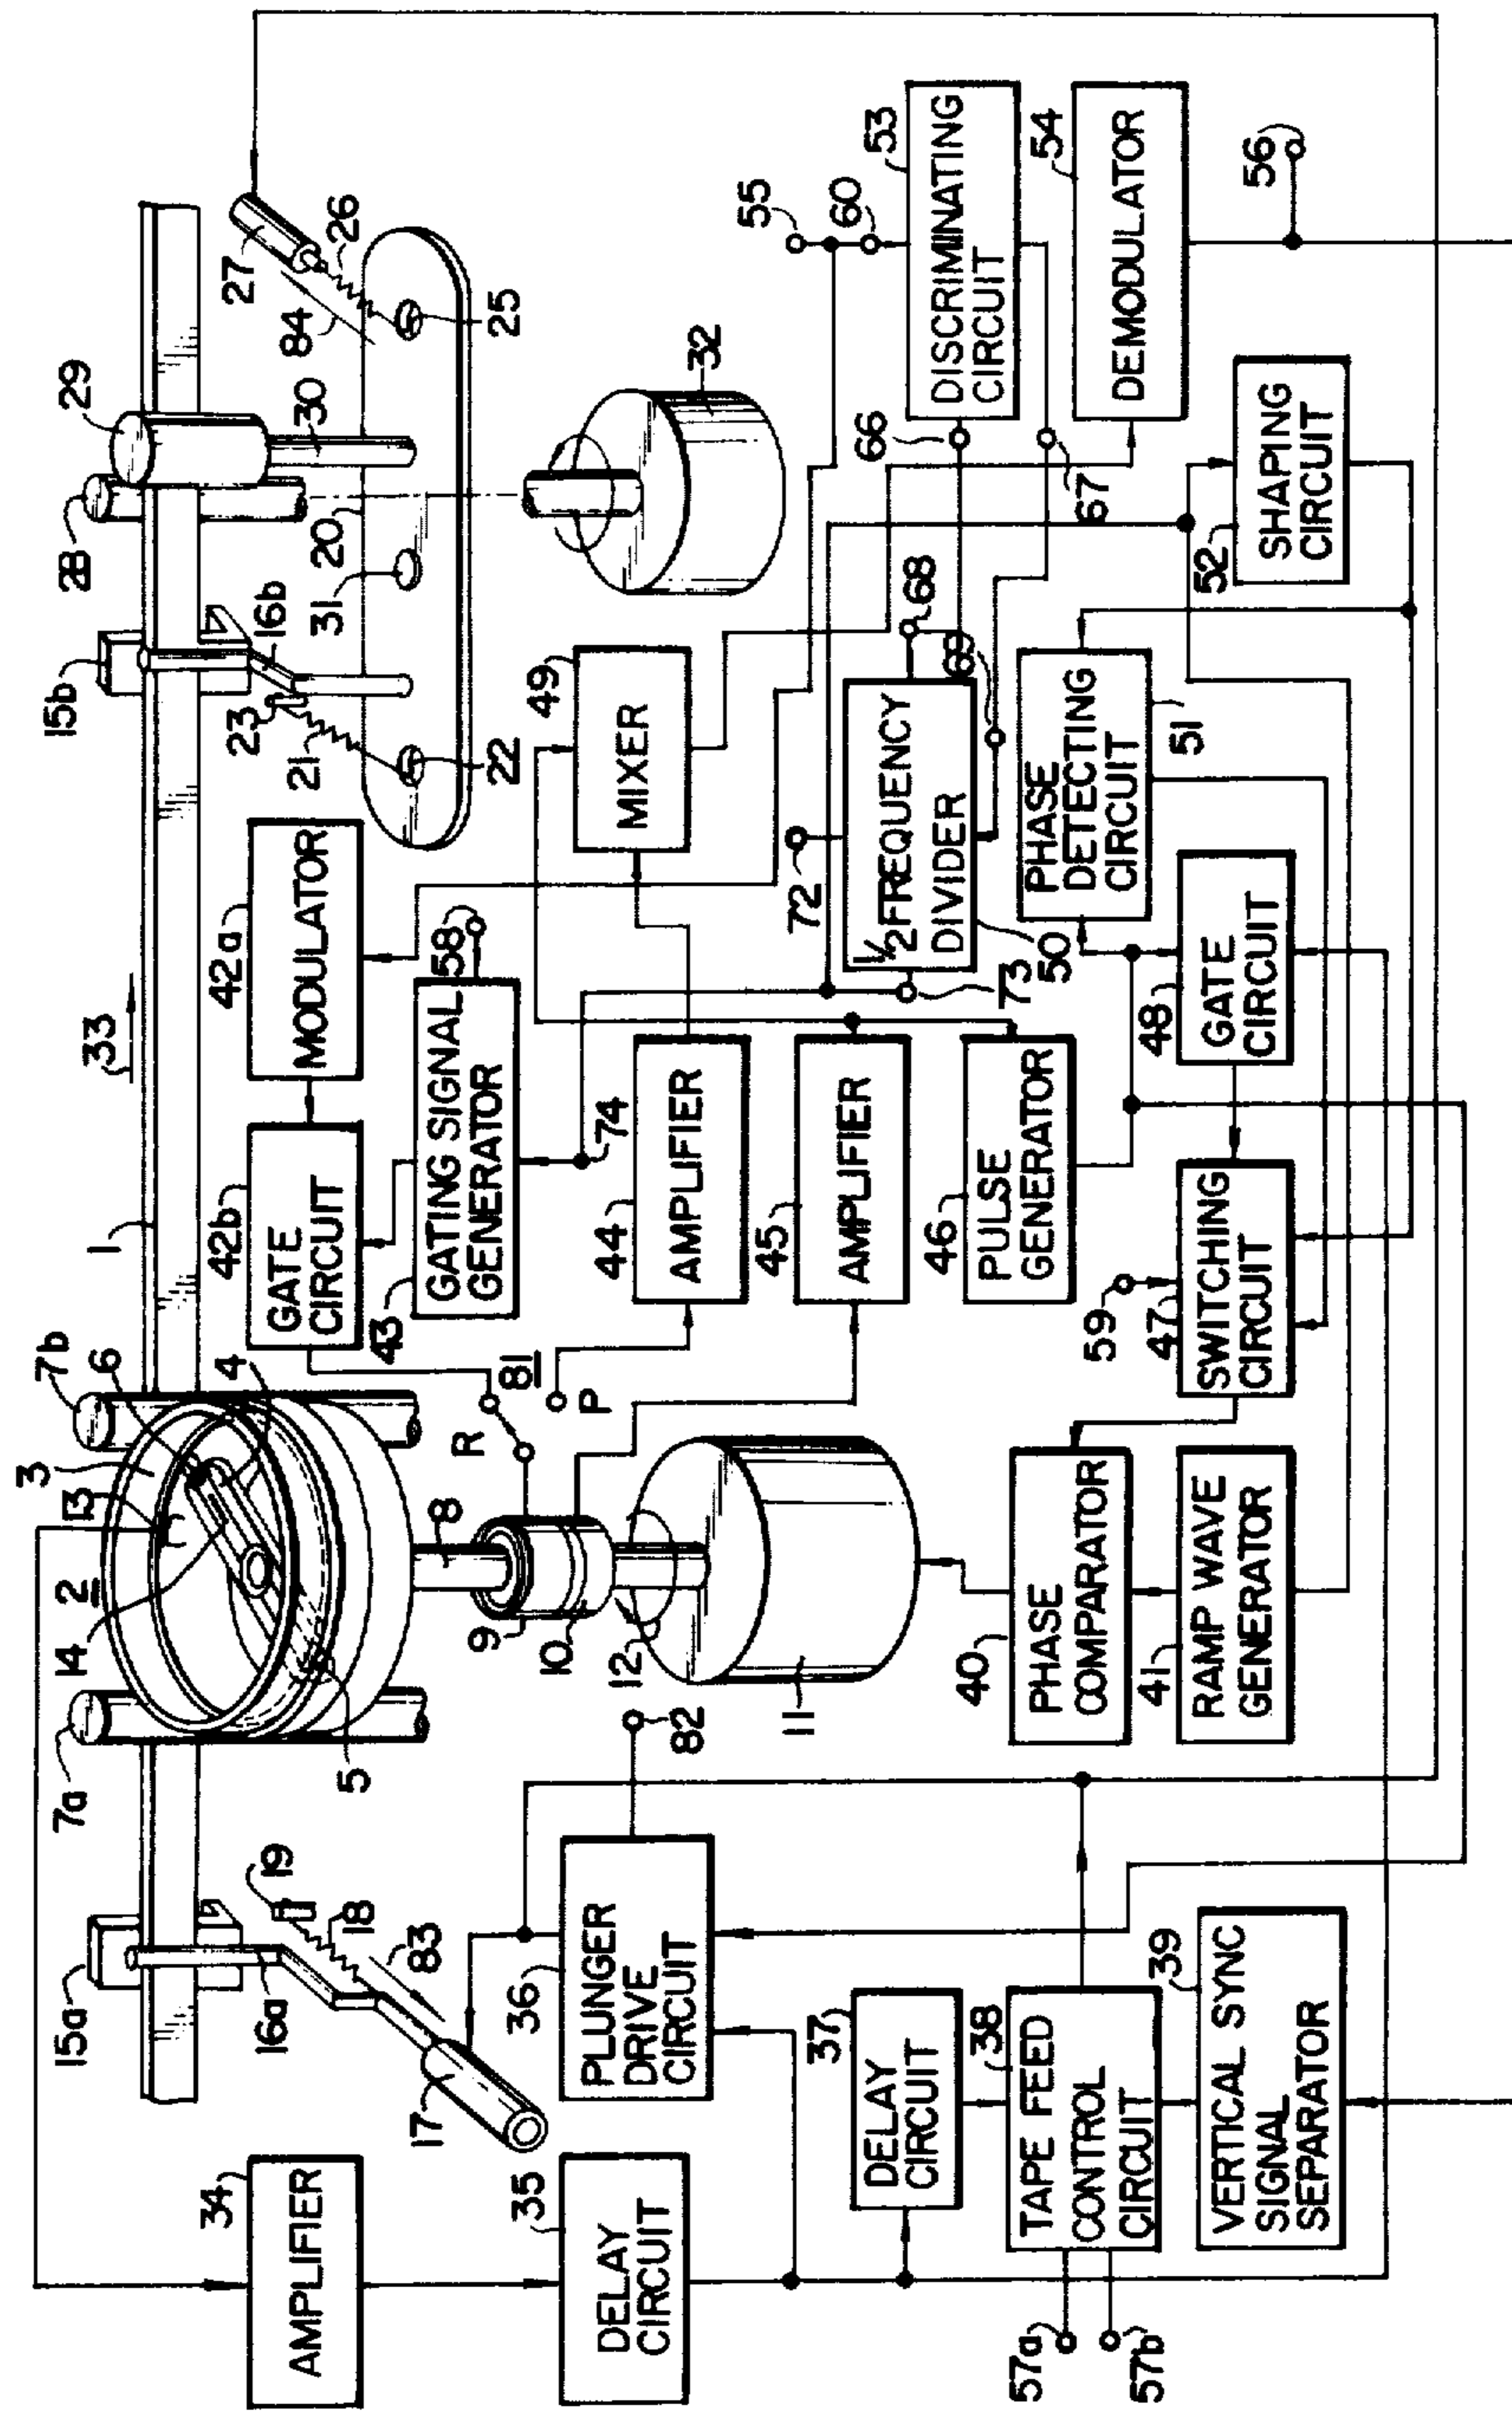 33
1
7b
6
4
3
13
2
14
7a
5
15a
16a
19
18
83
17
34
AMPLIFIER
35
DELAY
CIRCUIT
36
PLUNGER
DRIVE
CIRCUIT
82
37
DELAY
CIRCUIT
38
TAPE FEED
CONTROL
CIRCUIT
57a
57b
39
VERTICAL SYNC
SIGNAL
SEPARATOR
8
9
10
12
11
R
P
81
40
PHASE
COMPARATOR
41
RAMP WAVE
GENERATOR
42b
GATE
CIRCUIT
42a
MODULATOR
43
GATING SIGNAL
GENERATOR
58
74
44
AMPLIFIER
45
AMPLIFIER
46
PULSE
GENERATOR
59
47
SWITCHING
CIRCUIT
48
GATE
CIRCUIT
49
MIXER
72
1/2 FREQUENCY
DIVIDER
50
73
68
69
PHASE
DETECTING
CIRCUIT
51
52
SHAPING
CIRCUIT
66
67
55
60
53
DISCRIMINATING
CIRCUIT
54
DEMODULATOR
56
15b
16b
23
21
22
31
20
28
29
30
84
27
26
25
32